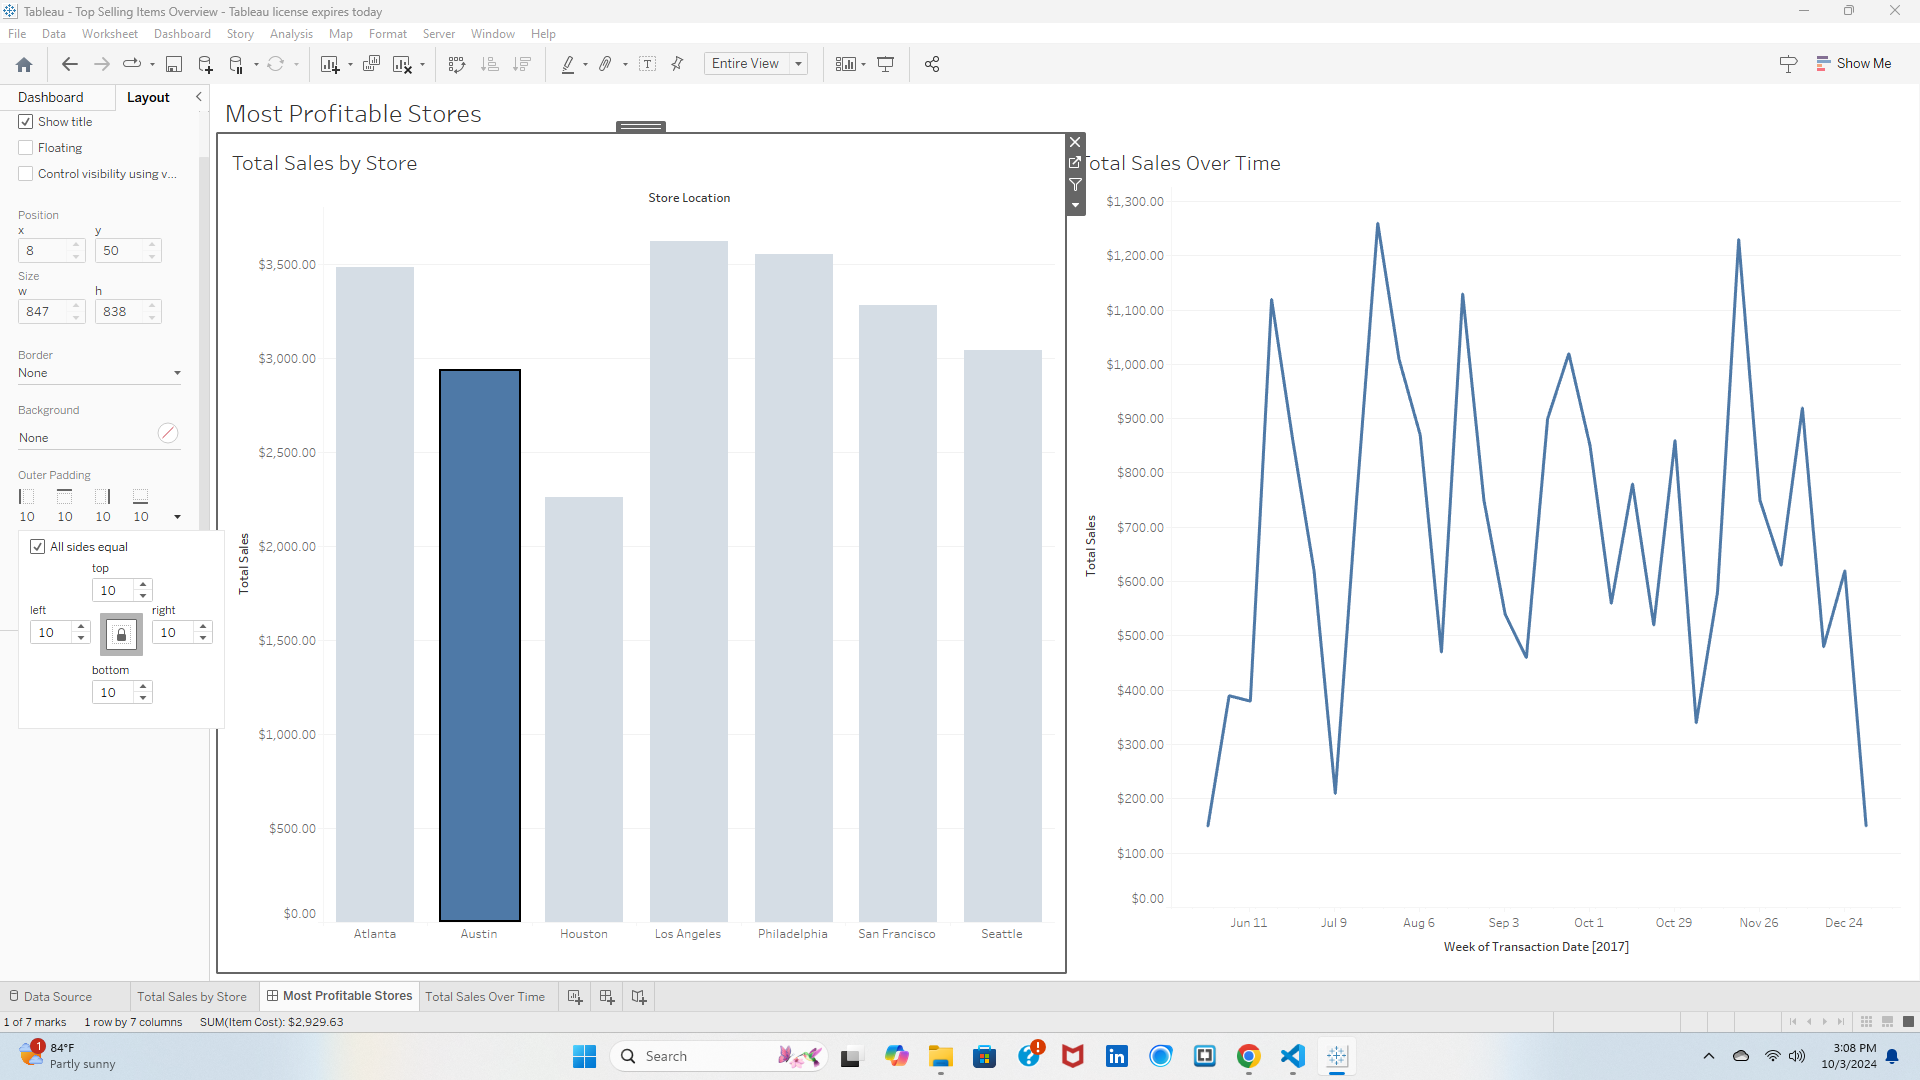 Tableau - Top Selling Items Overview - Tableau license expires today
File Data Worksheet Dashboard Story Analysis Map Format Server Window Help
Entire View
Show Me
Dashboard Layout
Show title
Floating
Control visibility using v...
Position
x y
8 50
Size
w h
847 838
Border
None
Background
None
Outer Padding
10 10 10 10
All sides equal
top
10
left right
10 10
bottom
10
Most Profitable Stores
Total Sales by Store
Store Location
Total Sales
$3,500.00
$3,000.00
$2,500.00
$2,000.00
$1,500.00
$1,000.00
$500.00
$0.00
Atlanta Austin Houston Los Angeles Philadelphia San Francisco Seattle
Total Sales Over Time
Total Sales
$1,300.00
$1,200.00
$1,100.00
$1,000.00
$900.00
$800.00
$700.00
$600.00
$500.00
$400.00
$300.00
$200.00
$100.00
$0.00
Jun 11 Jul 9 Aug 6 Sep 3 Oct 1 Oct 29 Nov 26 Dec 24
Week of Transaction Date [2017]
Data Source Total Sales by Store Most Profitable Stores Total Sales Over Time
1 of 7 marks 1 row by 7 columns SUM(Item Cost): $2,929.63
1
84°F
Partly sunny
Search
3:08 PM
10/3/2024